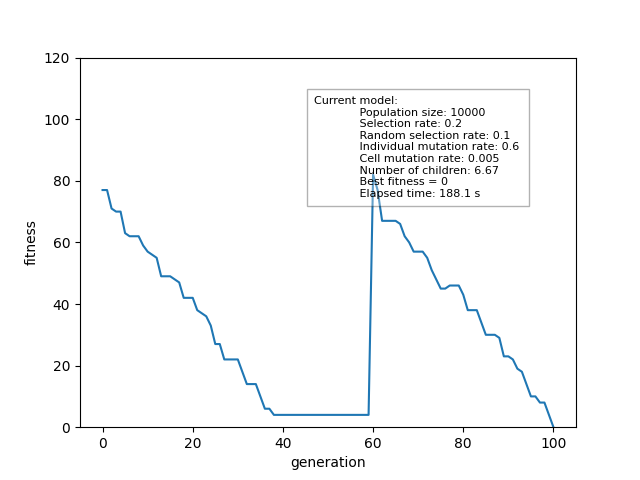 120
100
80
60
40
20
0
fitness
Current model:
Population size: 10000
Selection rate: 0.2
Random selection rate: 0.1
Individual mutation rate: 0.6
Cell mutation rate: 0.005
Number of children: 6.67
Best fitness = 0
Elapsed time: 188.1 s
0 20 40 60 80 100
generation